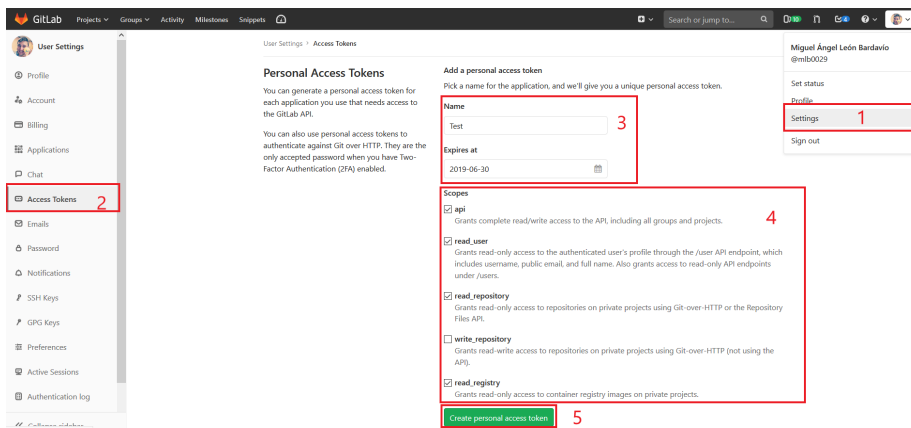 GitLab Projects Groups Activity Milestones Snippets Search or jump to... 10 4
User Settings
Profile
Account
Billing
Applications
Chat
Access Tokens
2
Emails
Password
Notifications
SSH Keys
GPG Keys
Preferences
Active Sessions
Authentication log
Collapse sidebar
User Settings > Access Tokens
Personal Access Tokens
You can generate a personal access token for
each application you use that needs access to
the GitLab API.
You can also use personal access tokens to
authenticate against Git over HTTP. They are the
only accepted password when you have Two-
Factor Authentication (2FA) enabled.
Add a personal access token
Pick a name for the application, and we'll give you a unique personal access token.
Name
Test
3
Expires at
2019-06-30
Scopes
api
4
Grants complete read/write access to the API, including all groups and projects.
read_user
Grants read-only access to the authenticated user's profile through the /user API endpoint, which
includes username, public email, and full name. Also grants access to read-only API endpoints
under /users.
read_repository
Grants read-only access to repositories on private projects using Git-over-HTTP or the Repository
Files API.
write_repository
Grants read-write access to repositories on private projects using Git-over-HTTP (not using the
API).
read_registry
Grants read-only access to container registry images on private projects.
Create personal access token
5
Miguel Ángel León Bardavío
@mlb0029
Set status
Profile
Settings
1
Sign out